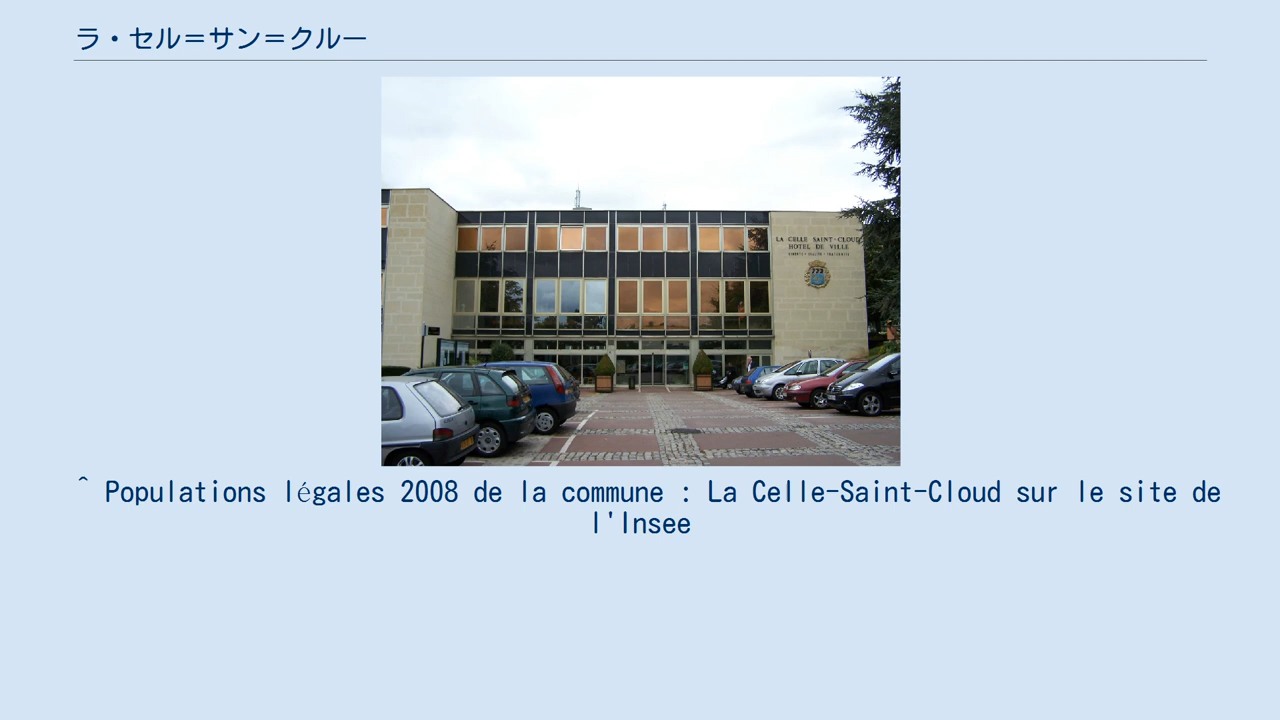 ラ・セル＝サン＝クルー
LA CELLE SAINT-CLOUD
HOTEL DE VILLE
^ Populations légales 2008 de la commune : La Celle-Saint-Cloud sur le site de
l'Insee